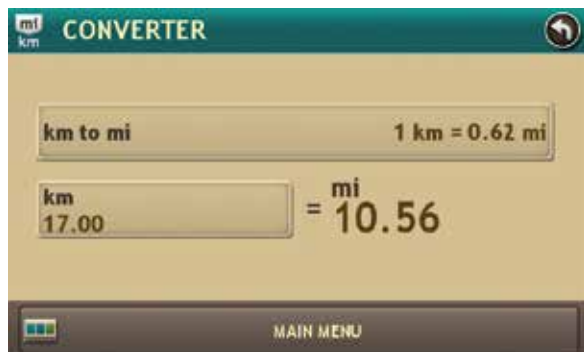 mi
km
CONVERTER
km to mi 1 km = 0.62 mi
km
17.00
= mi
10.56
MAIN MENU